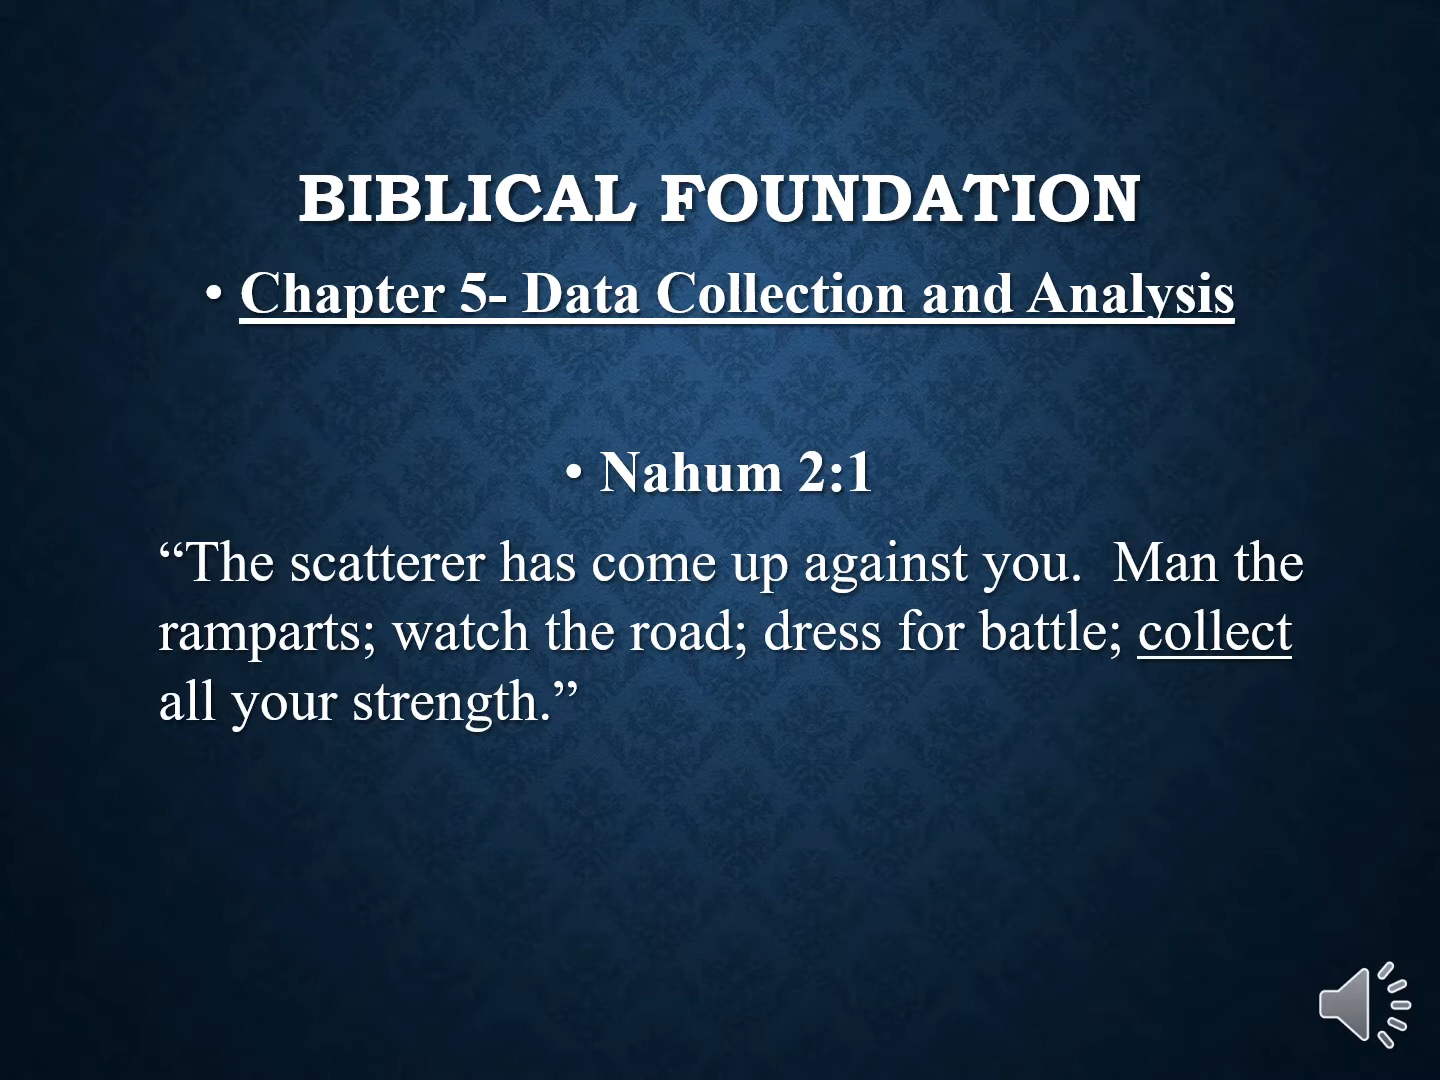 BIBLICAL FOUNDATION
• Chapter 5- Data Collection and Analysis
• Nahum 2:1
“The scatterer has come up against you.  Man the
ramparts; watch the road; dress for battle; collect
all your strength.”